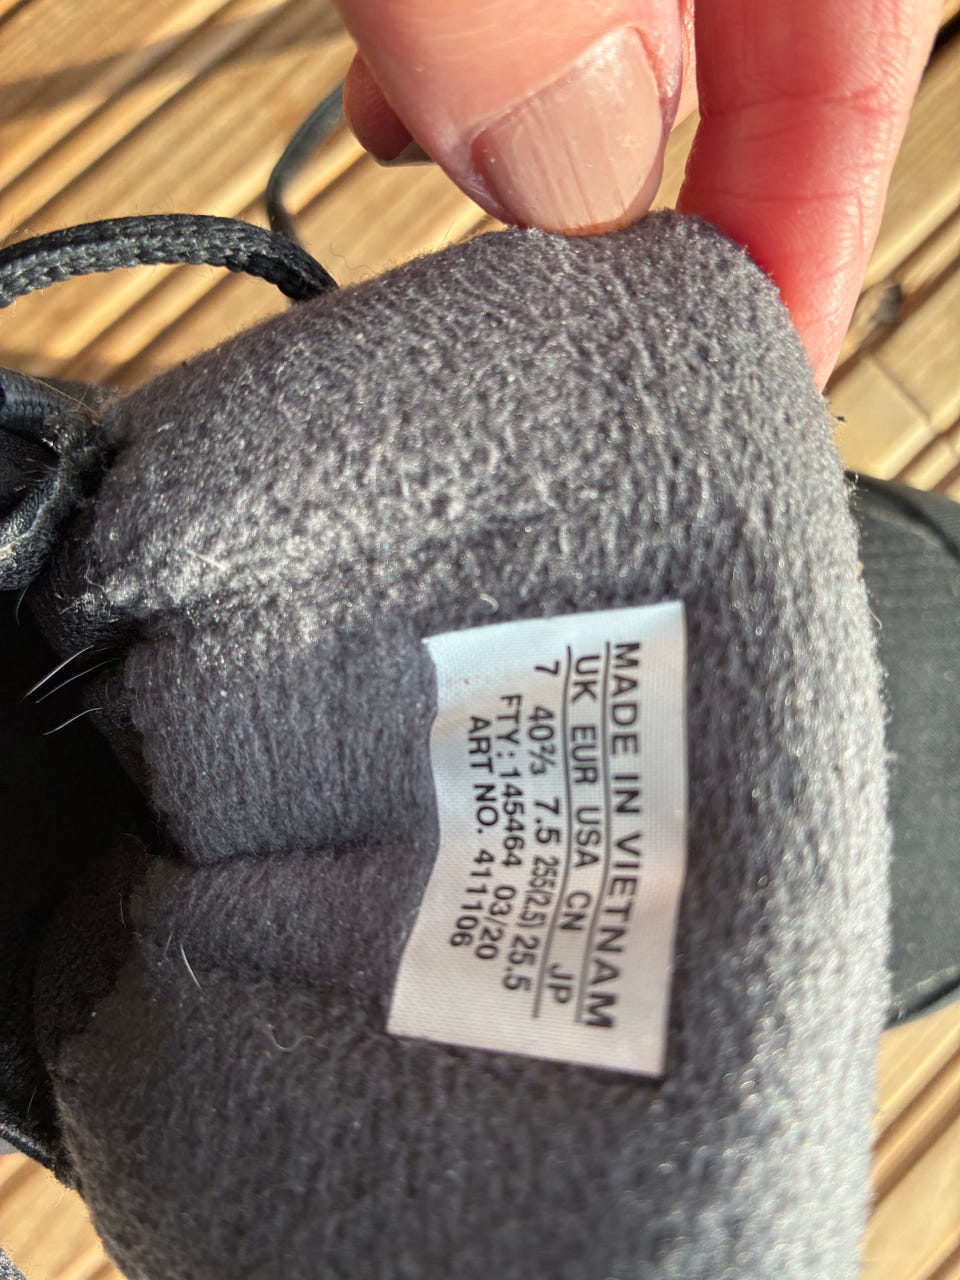 MADE IN VIETNAM
UK EUR USA CN JP
7 40⅔ 7.5 255(2.5) 25.5
FTY: 145464 03/20
ART NO. 411106